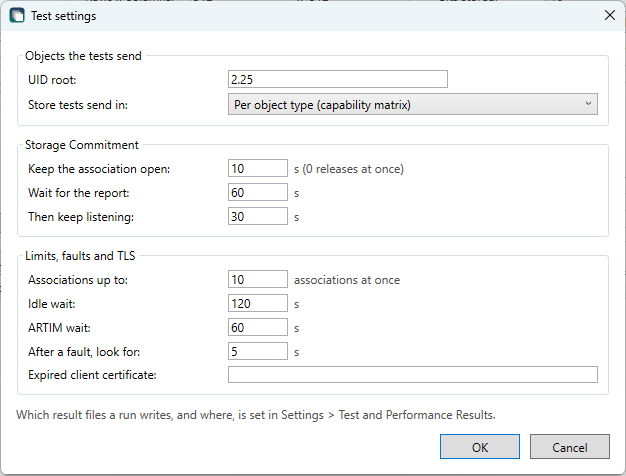 Test settings
Objects the tests send
UID root: 2.25
Store tests send in: Per object type (capability matrix)
Storage Commitment
Keep the association open: 10 s (0 releases at once)
Wait for the report: 60 s
Then keep listening: 30 s
Limits, faults and TLS
Associations up to: 10 associations at once
Idle wait: 120 s
ARTIM wait: 60 s
After a fault, look for: 5 s
Expired client certificate:
Which result files a run writes, and where, is set in Settings > Test and Performance Results.
OK Cancel